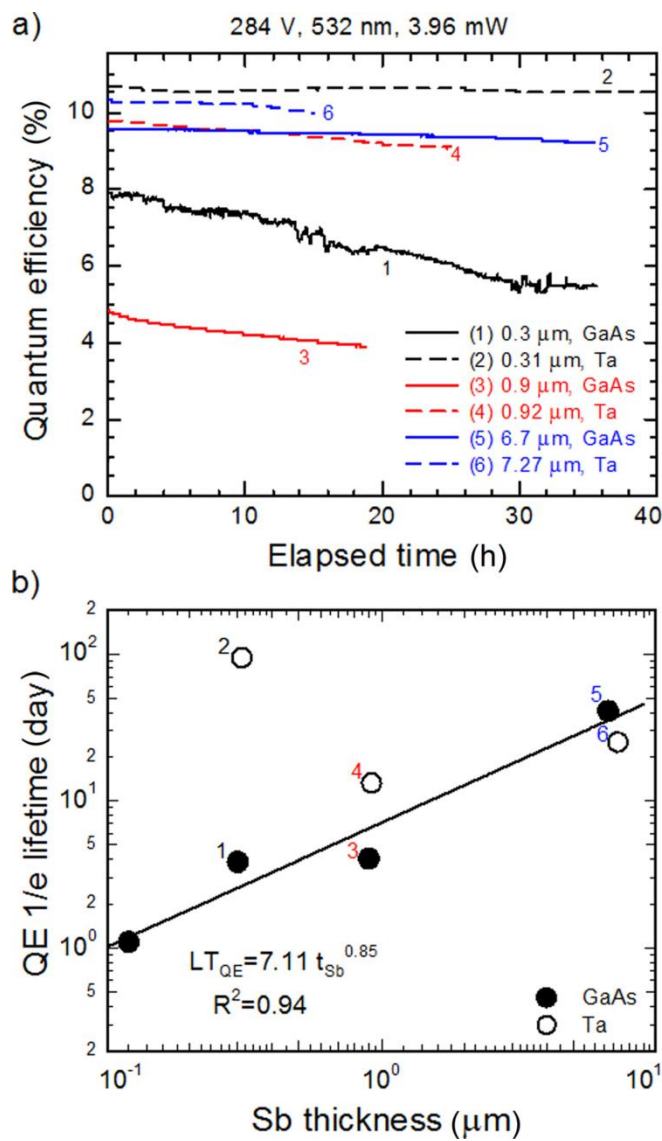 a)
284 V, 532 nm, 3.96 mW
Quantum efficiency (%)
10
8
6
4
2
0
2
6
5
4
1
3
(1) 0.3 μm, GaAs
(2) 0.31 μm, Ta
(3) 0.9 μm, GaAs
(4) 0.92 μm, Ta
(5) 6.7 μm, GaAs
(6) 7.27 μm, Ta
0 10 20 30 40
Elapsed time (h)
b)
QE 1/e lifetime (day)
2
10²
5
2
10¹
5
2
10⁰
5
2
2
5
4
6
1
3
LT_QE=7.11 t_Sb^0.85
R²=0.94
GaAs
Ta
10⁻¹ 10⁰ 10¹
Sb thickness (μm)